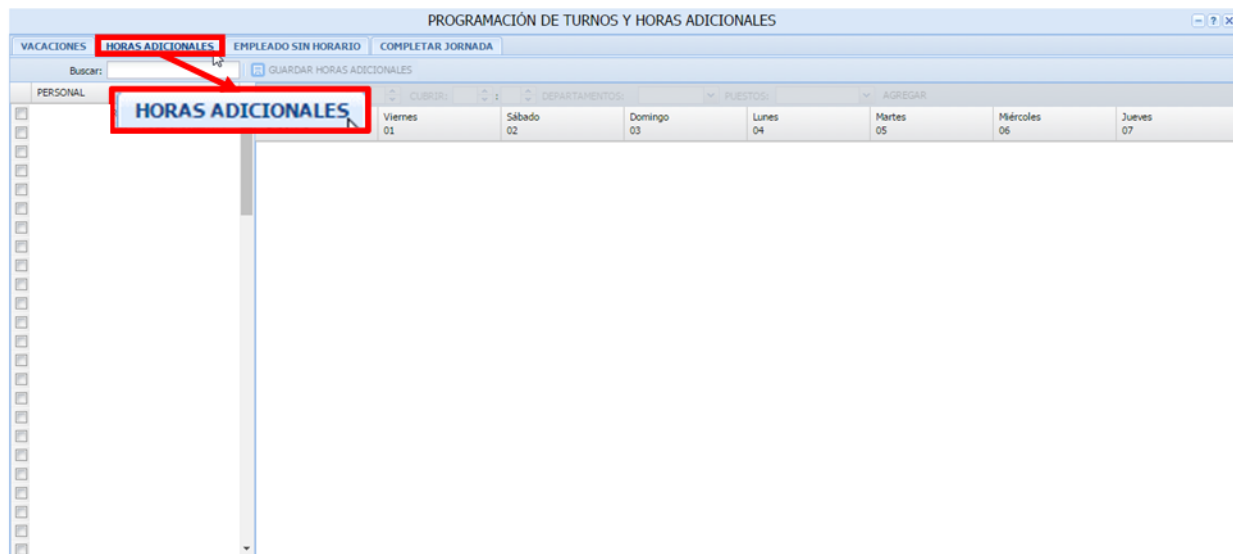 PROGRAMACIÓN DE TURNOS Y HORAS ADICIONALES
VACACIONES HORAS ADICIONALES EMPLEADO SIN HORARIO COMPLETAR JORNADA
Buscar: GUARDAR HORAS ADICIONALES
PERSONAL CUBRIR: : DEPARTAMENTOS: PUESTOS: AGREGAR
HORAS ADICIONALES
Viernes Sábado Domingo Lunes Martes Miércoles Jueves
01 02 03 04 05 06 07